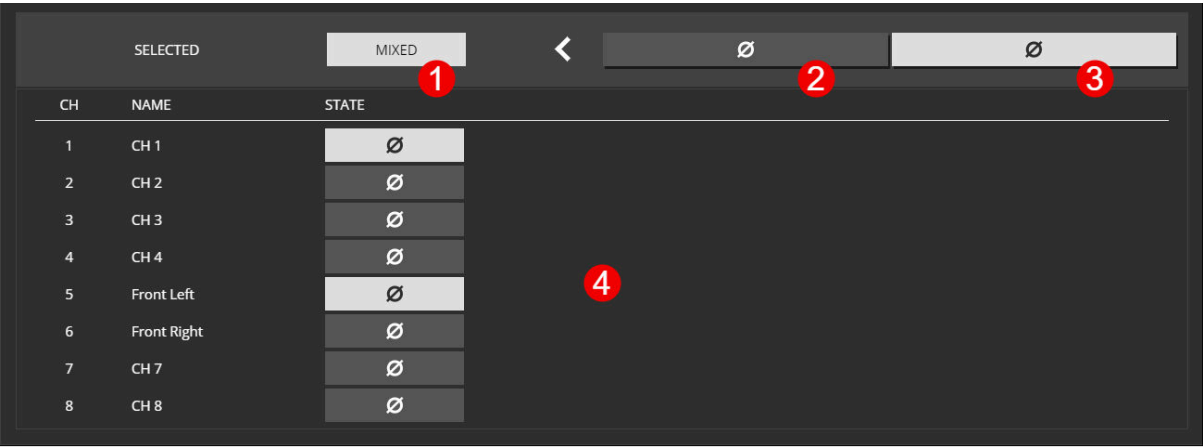 SELECTED MIXED Ø Ø
1 2 3
CH NAME STATE
1 CH 1 Ø
2 CH 2 Ø
3 CH 3 Ø
4 CH 4 Ø
4
5 Front Left Ø
6 Front Right Ø
7 CH 7 Ø
8 CH 8 Ø